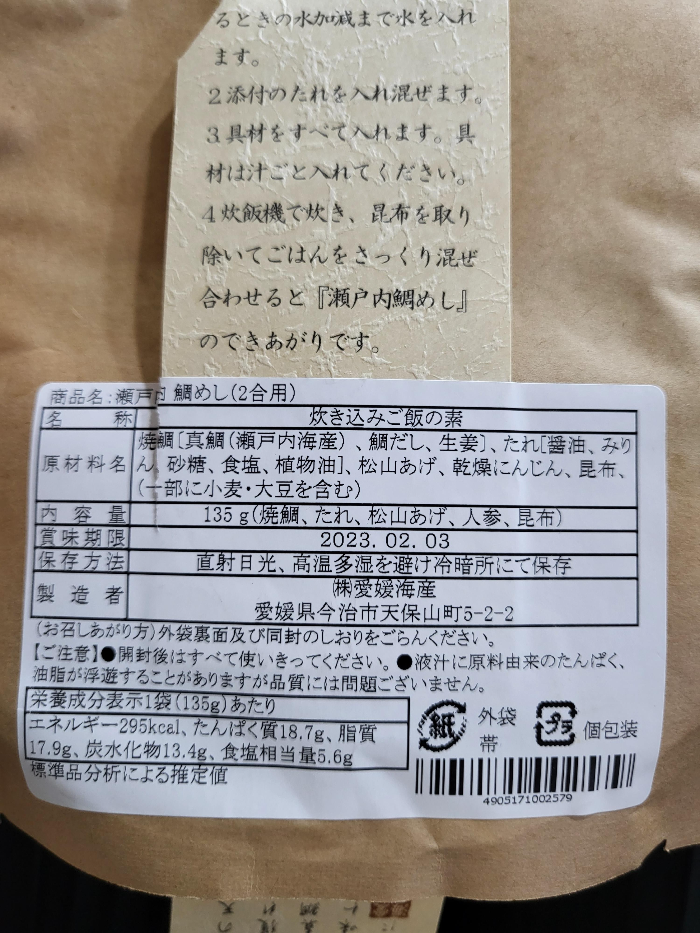 るときの水加減まで水を入れ
ます。
2添付のたれを入れ混ぜます。
3具材をすべて入れます。具
材は汁ごと入れてください。
4炊飯機で炊き、昆布を取り
除いてごはんをさっくり混ぜ
合わせると『瀬戸内鯛めし』
のできあがりです。
商品名:瀬戸内 鯛めし(2合用)
名称 炊き込みご飯の素
原材料名 焼鯛[真鯛(瀬戸内海産)、鯛だし、生姜]、たれ[醤油、みり
ん、砂糖、食塩、植物油]、松山あげ、乾燥にんじん、昆布、
(一部に小麦・大豆を含む)
内容量 135g(焼鯛、たれ、松山あげ、人参、昆布)
賞味期限 2023.02.03
保存方法 直射日光、高温多湿を避け冷暗所にて保存
製造者 ㈱愛媛海産
愛媛県今治市天保山町5-2-2
(お召しあがり方)外袋裏面及び同封のしおりをごらんください。
【ご注意】●開封後はすべて使いきってください。●液汁に原料由来のたんぱく、
油脂が浮遊することがありますが品質には問題ございません。
栄養成分表示1袋(135g)あたり
エネルギー295kcal、たんぱく質18.7g、脂質
17.9g、炭水化物13.4g、食塩相当量5.6g
標準品分析による推定値
紙 外袋
帯
プラ 個包装
4905171002579